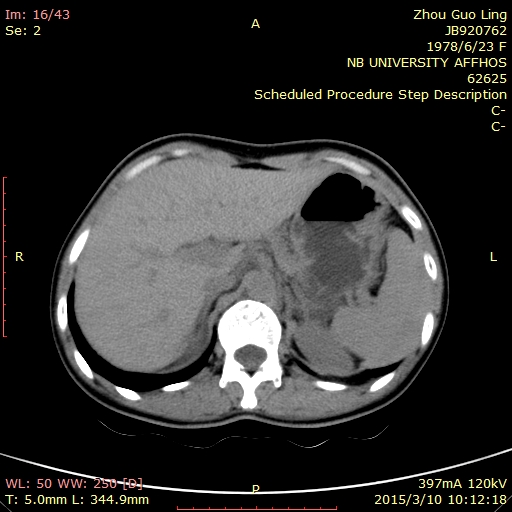 Im: 16/43
Se: 2
A
Zhou Guo Ling
JB920762
1978/6/23 F
NB UNIVERSITY AFFHOS
62625
Scheduled Procedure Step Description
C-
C-
R
L
WL: 50 WW: 250 [D]
T: 5.0mm L: 344.9mm
P
397mA 120kV
2015/3/10 10:12:18